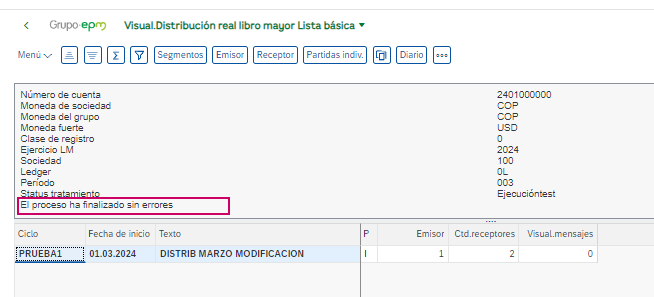 Grupo·epm Visual.Distribución real libro mayor Lista básica
Menú Segmentos Emisor Receptor Partidas indiv. Diario
Número de cuenta 2401000000
Moneda de sociedad COP
Moneda del grupo COP
Moneda fuerte USD
Clase de registro 0
Ejercicio LM 2024
Sociedad 100
Ledger 0L
Período 003
Status tratamiento Ejecucióntest
El proceso ha finalizado sin errores
Ciclo Fecha de inicio Texto P Emisor Ctd.receptores Visual.mensajes
PRUEBA1 01.03.2024 DISTRIB MARZO MODIFICACION I 1 2 0